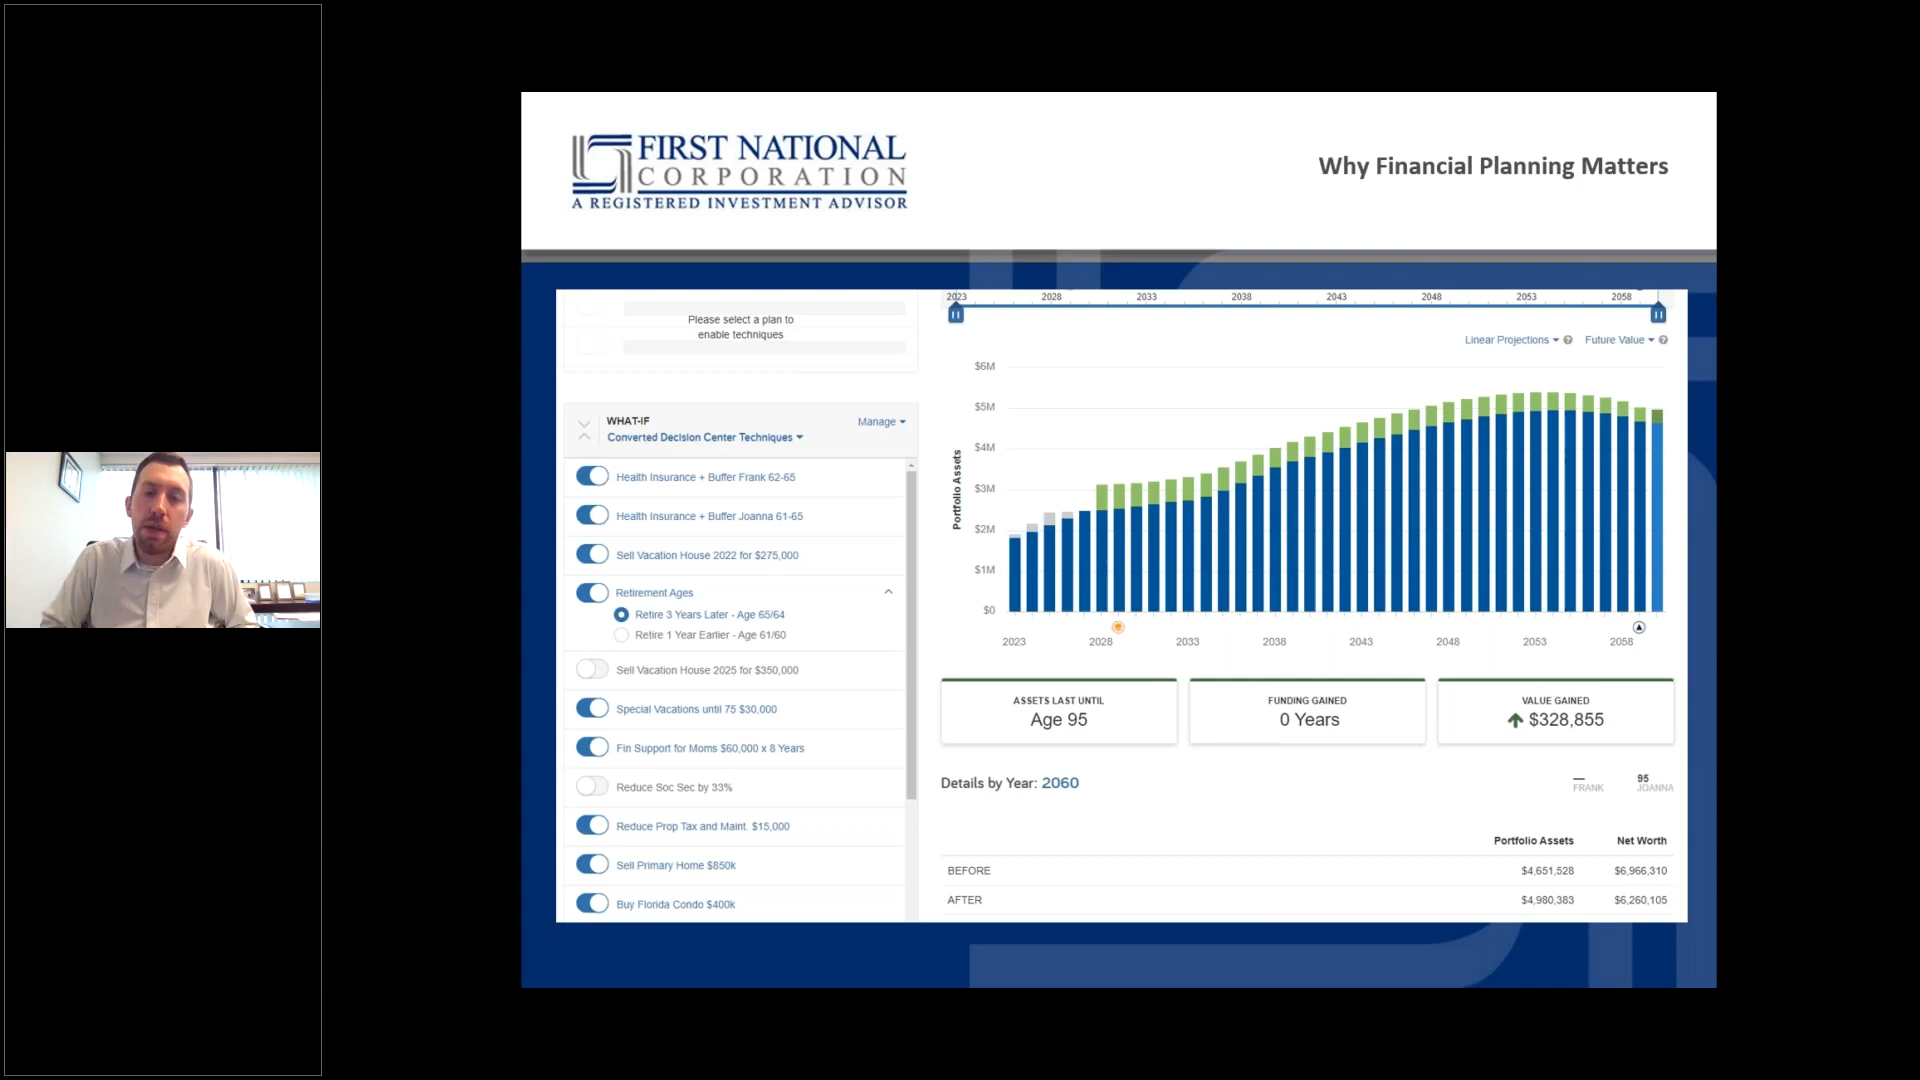 FIRST NATIONAL
CORPORATION
A REGISTERED INVESTMENT ADVISOR
Why Financial Planning Matters
Please select a plan to
enable techniques
WHAT-IF
Manage
Converted Decision Center Techniques
Health Insurance + Buffer Frank 62-65
Health Insurance + Buffer Joanna 61-65
Sell Vacation House 2022 for $275,000
Retirement Ages
Retire 3 Years Later - Age 65/64
Retire 1 Year Earlier - Age 61/60
Sell Vacation House 2025 for $350,000
Special Vacations until 75 $30,000
Fin Support for Moms $60,000 x 8 Years
Reduce Soc Sec by 33%
Reduce Prop Tax and Maint. $15,000
Sell Primary Home $850k
Buy Florida Condo $400k
2023 2028 2033 2038 2043 2048 2053 2058
Linear Projections ? Future Value ?
Portfolio Assets
$6M
$5M
$4M
$3M
$2M
$1M
$0
2023 2028 2033 2038 2043 2048 2053 2058
ASSETS LAST UNTIL
Age 95
FUNDING GAINED
0 Years
VALUE GAINED
$328,855
Details by Year: 2060
— 95
FRANK JOANNA
Portfolio Assets Net Worth
BEFORE $4,651,528 $6,966,310
AFTER $4,980,383 $6,260,105